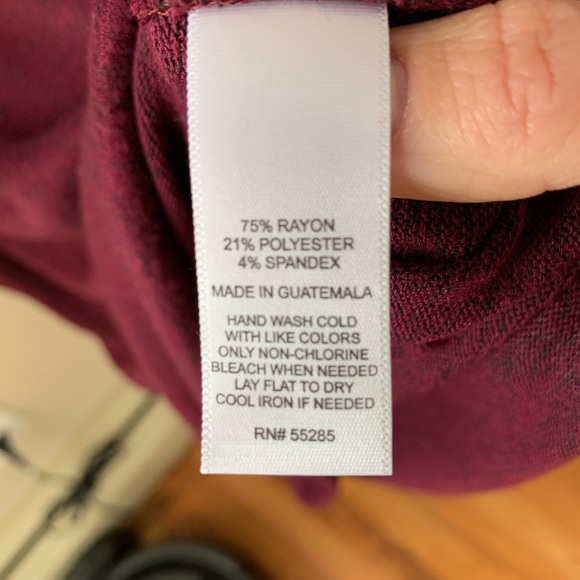 75% RAYON
21% POLYESTER
4% SPANDEX
MADE IN GUATEMALA
HAND WASH COLD
WITH LIKE COLORS
ONLY NON-CHLORINE
BLEACH WHEN NEEDED
LAY FLAT TO DRY
COOL IRON IF NEEDED
RN# 55285